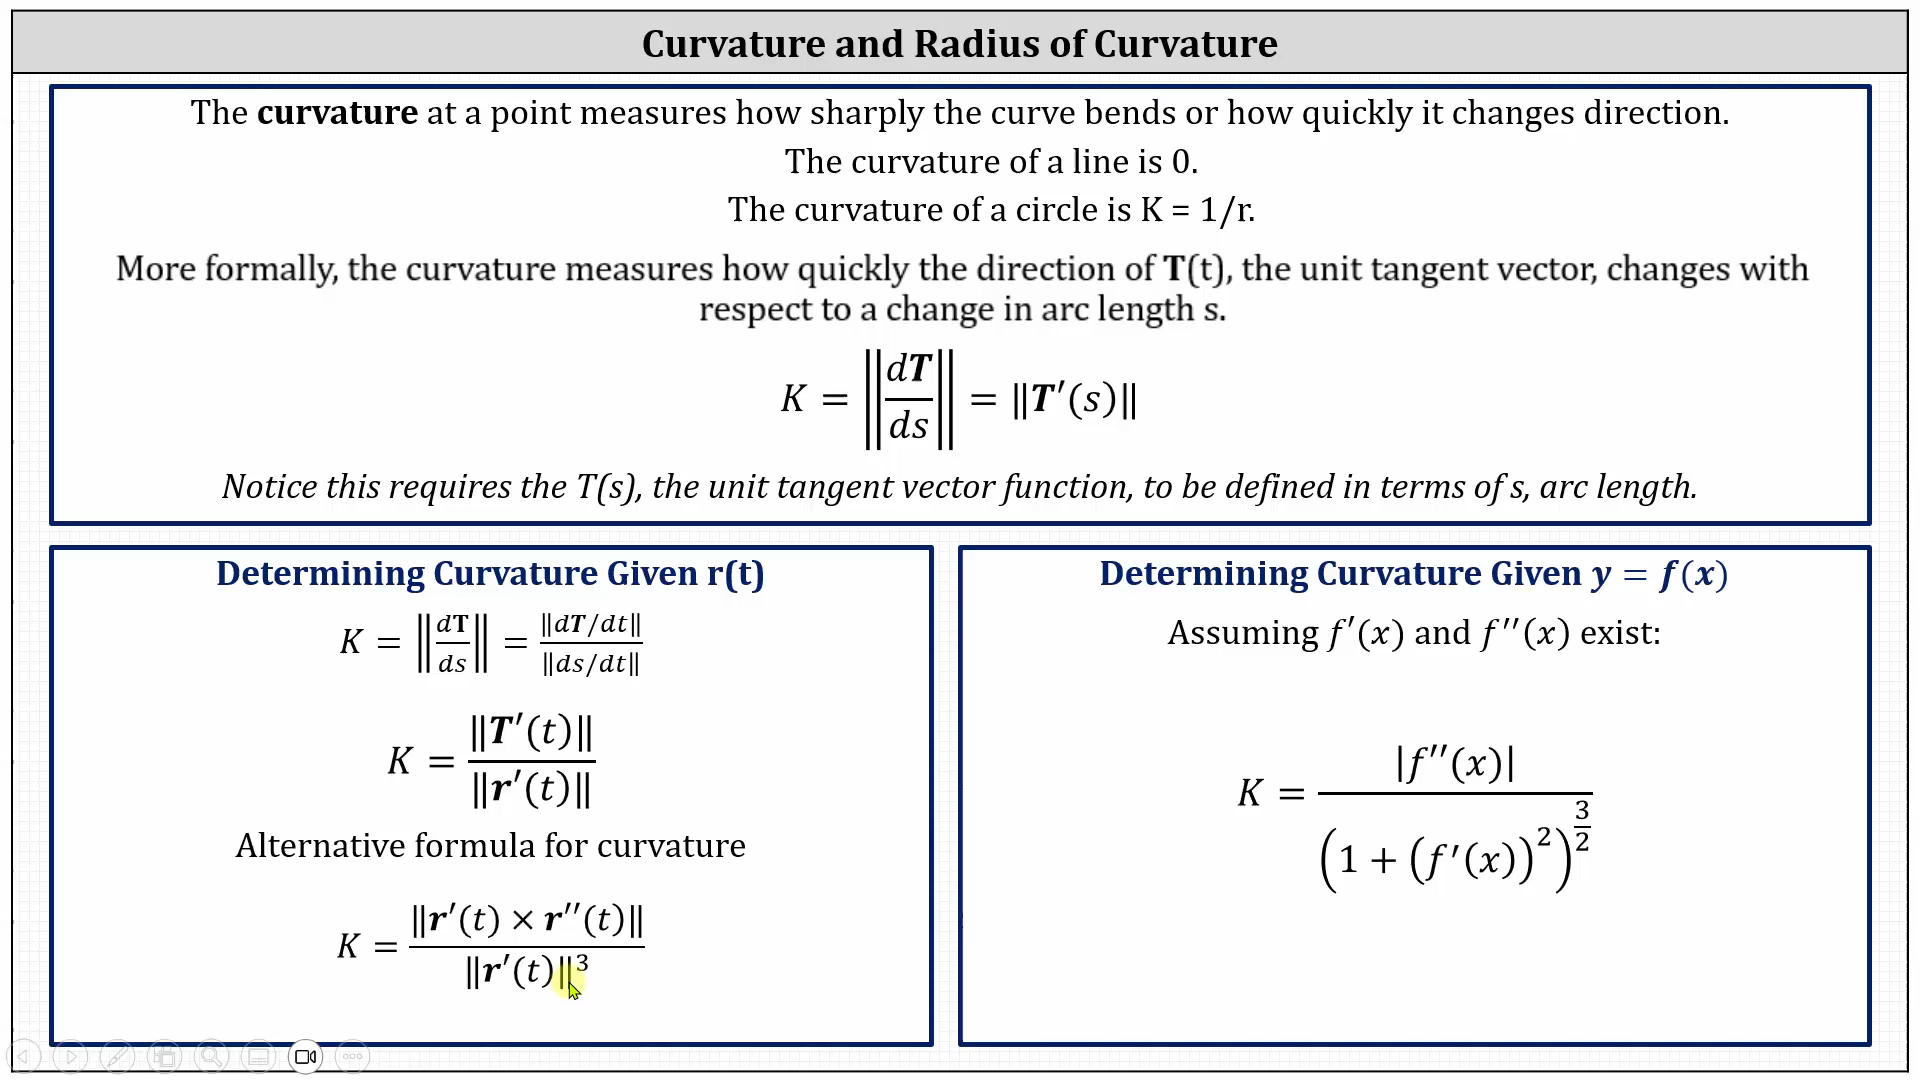 Curvature and Radius of Curvature
The curvature at a point measures how sharply the curve bends or how quickly it changes direction.
The curvature of a line is 0.
The curvature of a circle is K = 1/r.
More formally, the curvature measures how quickly the direction of T(t), the unit tangent vector, changes with
respect to a change in arc length s.
K = ‖dT/ds‖ = ‖T′(s)‖
Notice this requires the T(s), the unit tangent vector function, to be defined in terms of s, arc length.
Determining Curvature Given r(t)
K = ‖dT/ds‖ = ‖dT/dt‖/‖ds/dt‖
K = ‖T′(t)‖/‖r′(t)‖
Alternative formula for curvature
K = ‖r′(t) × r′′(t)‖/‖r′(t)‖³
Determining Curvature Given y = f(x)
Assuming f′(x) and f′′(x) exist:
K = |f′′(x)|/(1 + (f′(x))²)^(3/2)